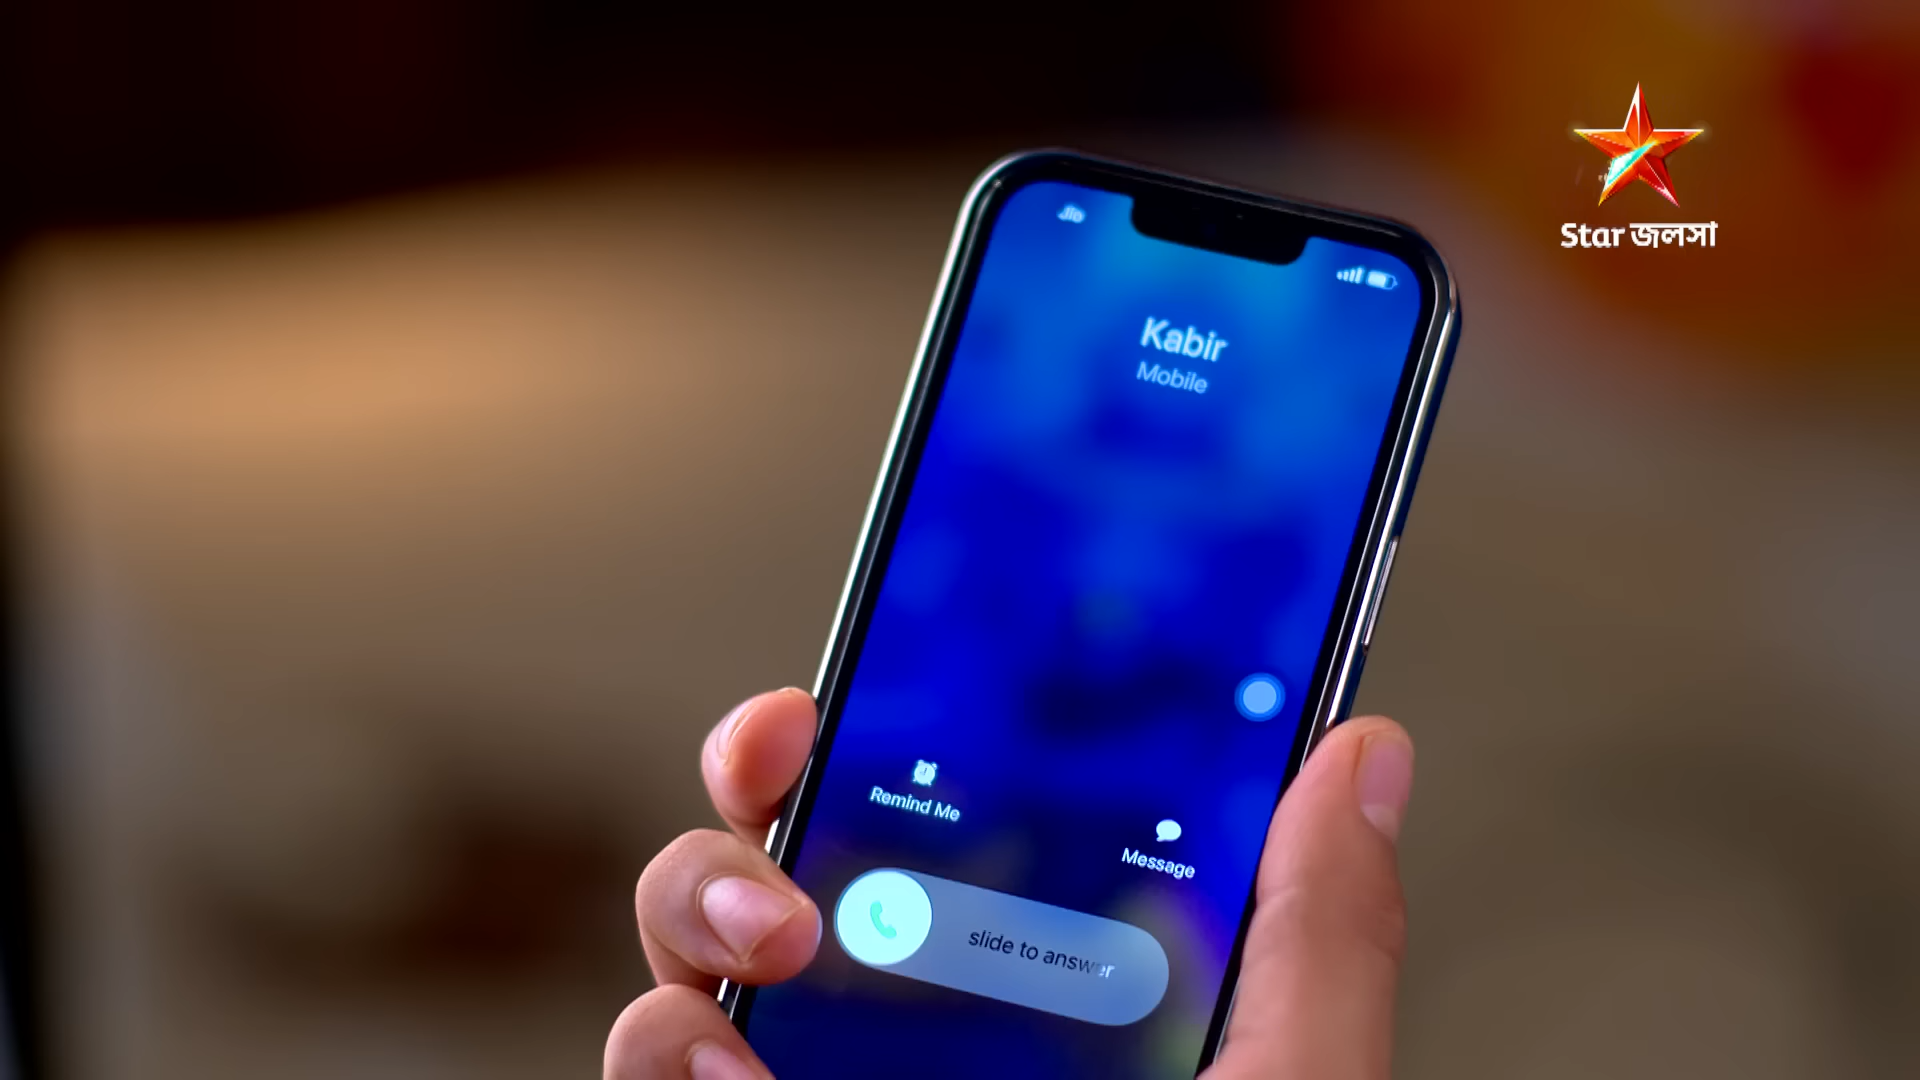 Jio
Star জলসা
Kabir
Mobile
Remind Me
Message
slide to answer